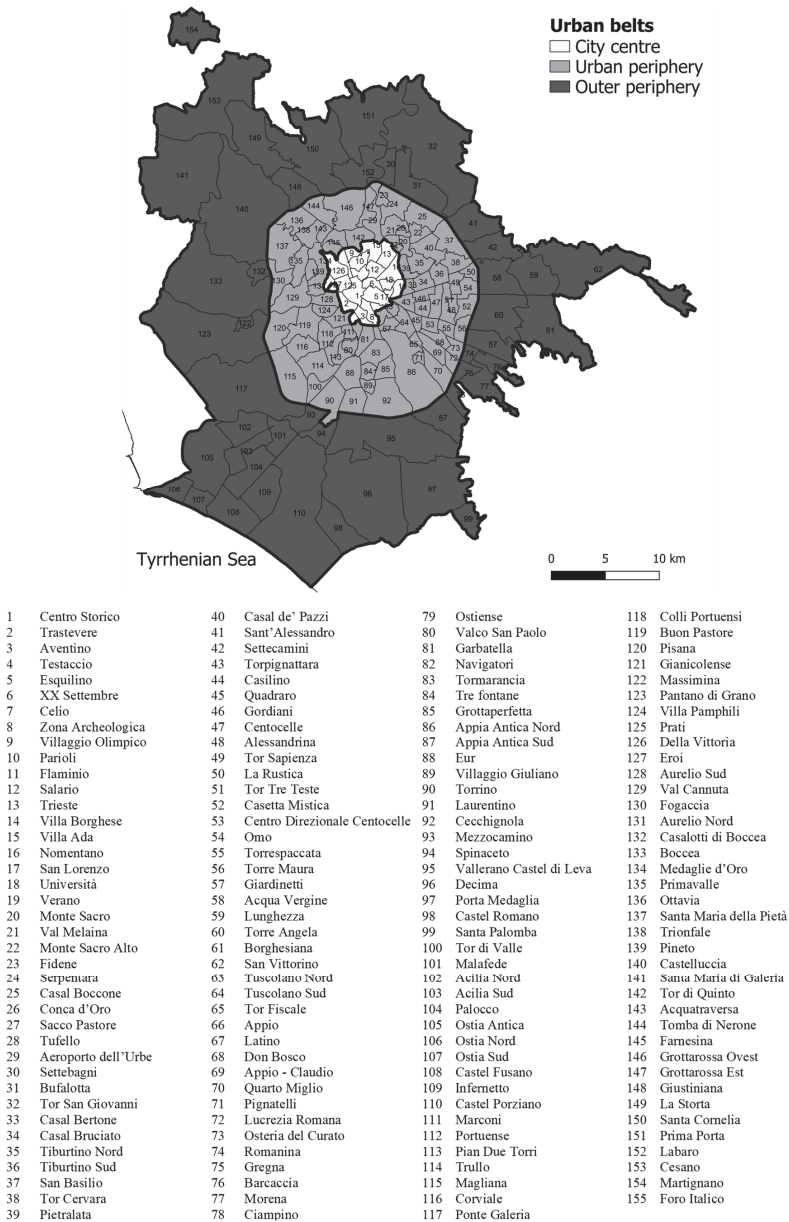 Urban belts
City centre
Urban periphery
Outer periphery
Tyrrhenian Sea
0 5 10 km
1 Centro Storico
2 Trastevere
3 Aventino
4 Testaccio
5 Esquilino
6 XX Settembre
7 Celio
8 Zona Archeologica
9 Villaggio Olimpico
10 Parioli
11 Flaminio
12 Salario
13 Trieste
14 Villa Borghese
15 Villa Ada
16 Nomentano
17 San Lorenzo
18 Università
19 Verano
20 Monte Sacro
21 Val Melaina
22 Monte Sacro Alto
23 Fidene
24 Serpentara
25 Casal Boccone
26 Conca d'Oro
27 Sacco Pastore
28 Tufello
29 Aeroporto dell'Urbe
30 Settebagni
31 Bufalotta
32 Tor San Giovanni
33 Casal Bertone
34 Casal Bruciato
35 Tiburtino Nord
36 Tiburtino Sud
37 San Basilio
38 Tor Cervara
39 Pietralata
40 Casal de' Pazzi
41 Sant'Alessandro
42 Settecamini
43 Torpignattara
44 Casilino
45 Quadraro
46 Gordiani
47 Centocelle
48 Alessandrina
49 Tor Sapienza
50 La Rustica
51 Tor Tre Teste
52 Casetta Mistica
53 Centro Direzionale Centocelle
54 Omo
55 Torrespaccata
56 Torre Maura
57 Giardinetti
58 Acqua Vergine
59 Lunghezza
60 Torre Angela
61 Borghesiana
62 San Vittorino
63 Tuscolano Nord
64 Tuscolano Sud
65 Tor Fiscale
66 Appio
67 Latino
68 Don Bosco
69 Appio - Claudio
70 Quarto Miglio
71 Pignatelli
72 Lucrezia Romana
73 Osteria del Curato
74 Romanina
75 Gregna
76 Barcaccia
77 Morena
78 Ciampino
79 Ostiense
80 Valco San Paolo
81 Garbatella
82 Navigatori
83 Tormarancia
84 Tre fontane
85 Grottaperfetta
86 Appia Antica Nord
87 Appia Antica Sud
88 Eur
89 Villaggio Giuliano
90 Torrino
91 Laurentino
92 Cecchignola
93 Mezzocamino
94 Spinaceto
95 Vallerano Castel di Leva
96 Decima
97 Porta Medaglia
98 Castel Romano
99 Santa Palomba
100 Tor di Valle
101 Malafede
102 Acilia Nord
103 Acilia Sud
104 Palocco
105 Ostia Antica
106 Ostia Nord
107 Ostia Sud
108 Castel Fusano
109 Infernetto
110 Castel Porziano
111 Marconi
112 Portuense
113 Pian Due Torri
114 Trullo
115 Magliana
116 Corviale
117 Ponte Galeria
118 Colli Portuensi
119 Buon Pastore
120 Pisana
121 Gianicolense
122 Massimina
123 Pantano di Grano
124 Villa Pamphili
125 Prati
126 Della Vittoria
127 Eroi
128 Aurelio Sud
129 Val Cannuta
130 Fogaccia
131 Aurelio Nord
132 Casalotti di Boccea
133 Boccea
134 Medaglie d'Oro
135 Primavalle
136 Ottavia
137 Santa Maria della Pietà
138 Trionfale
139 Pineto
140 Castelluccia
141 Santa Maria di Galeria
142 Tor di Quinto
143 Acquatraversa
144 Tomba di Nerone
145 Farnesina
146 Grottarossa Ovest
147 Grottarossa Est
148 Giustiniana
149 La Storta
150 Santa Cornelia
151 Prima Porta
152 Labaro
153 Cesano
154 Martignano
155 Foro Italico